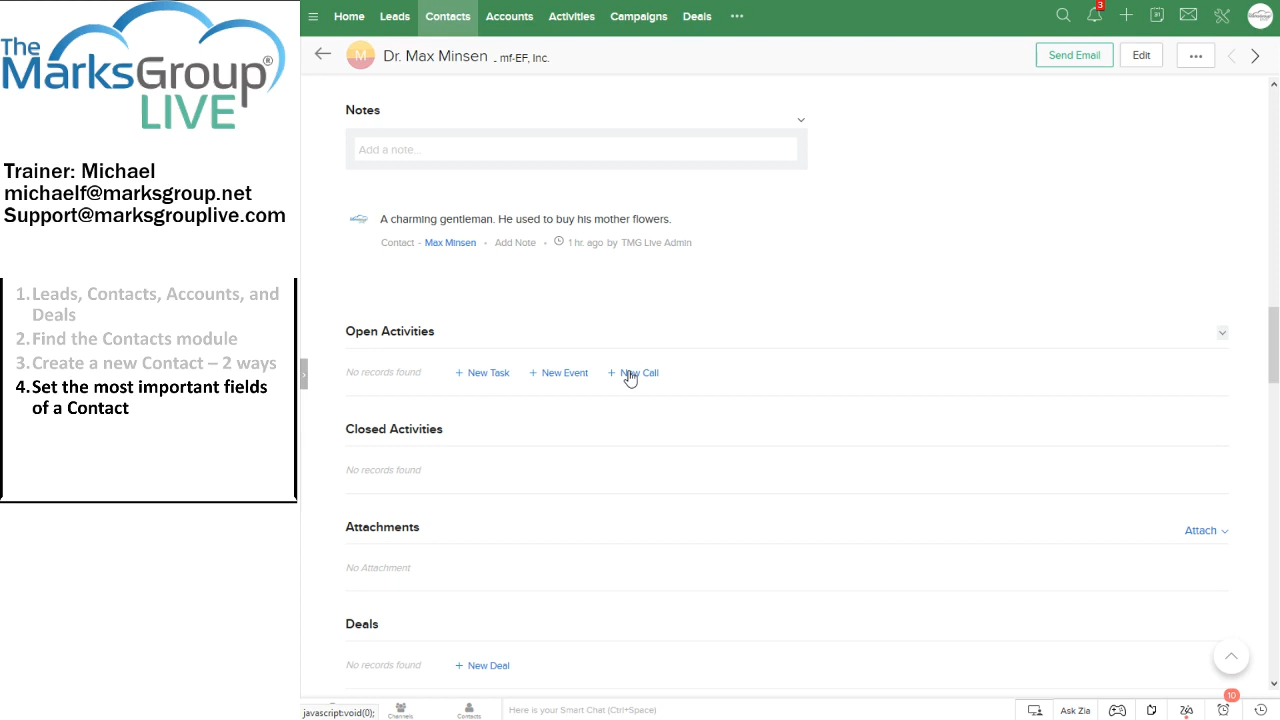 The
MarksGroup®
LIVE
Trainer: Michael
michaelf@marksgroup.net
Support@marksgrouplive.com
1. Leads, Contacts, Accounts, and
Deals
2. Find the Contacts module
3. Create a new Contact – 2 ways
4. Set the most important fields
of a Contact
Home Leads Contacts Accounts Activities Campaigns Deals ••• 3
M Dr. Max Minsen - mf-EF, Inc. Send Email Edit •••
Notes
Add a note...
A charming gentleman. He used to buy his mother flowers.
Contact - Max Minsen • Add Note • 1 hr. ago by TMG Live Admin
Open Activities
No records found + New Task + New Event + New Call
Closed Activities
No records found
Attachments Attach
No Attachment
Deals
No records found + New Deal
10
javascript:void(0); Channels Contacts Here is your Smart Chat (Ctrl+Space) Ask Zia